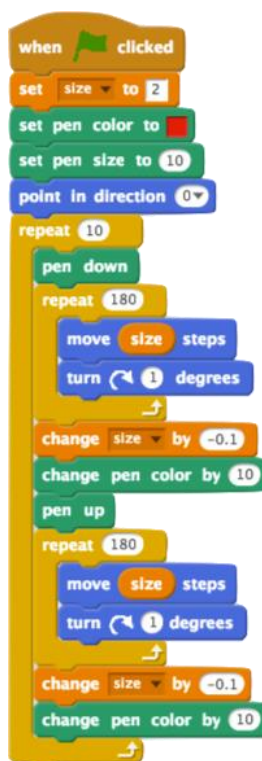 when clicked
set size to 2
set pen color to
set pen size to 10
point in direction 0
repeat 10
pen down
repeat 180
move size steps
turn 1 degrees
change size by -0.1
change pen color by 10
pen up
repeat 180
move size steps
turn 1 degrees
change size by -0.1
change pen color by 10